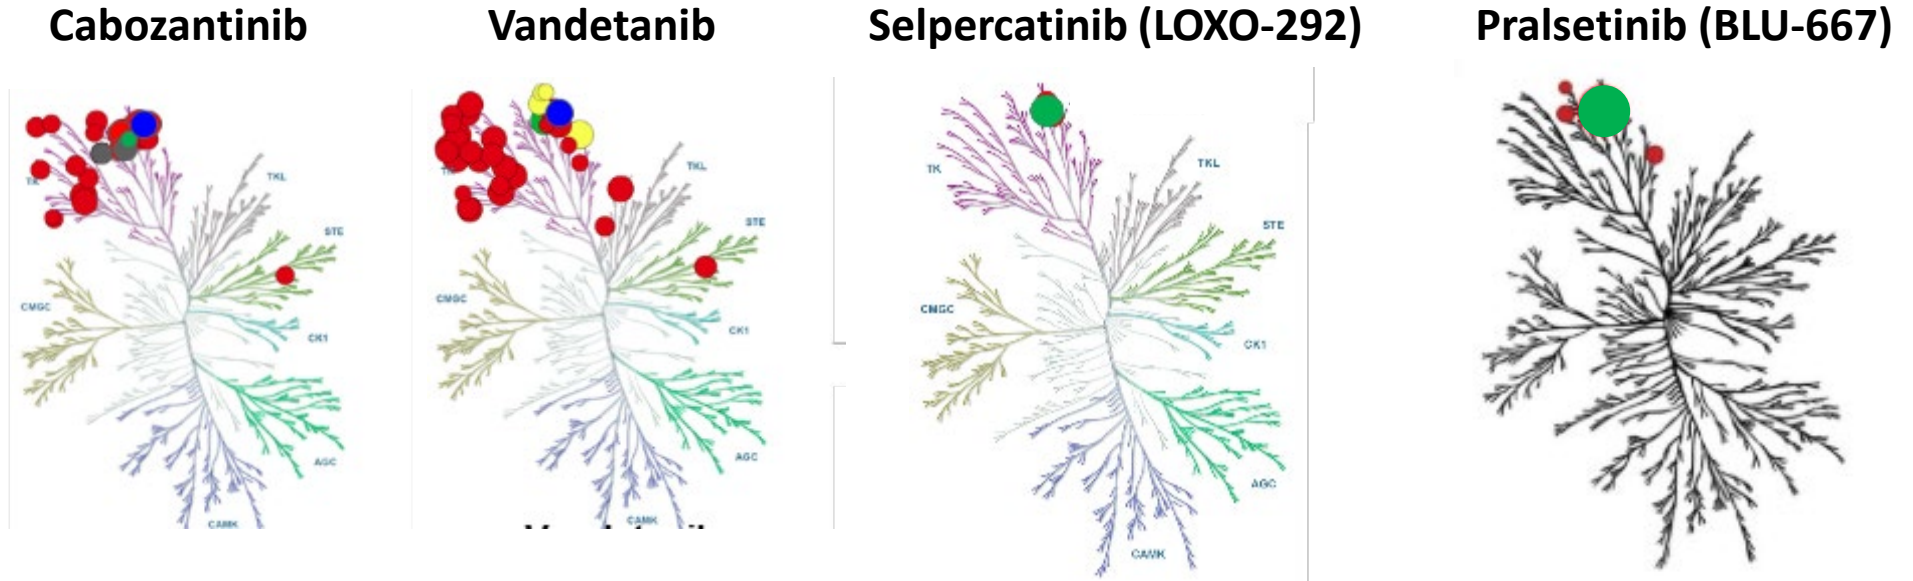 Cabozantinib
Vandetanib
Selpercatinib (LOXO-292)
Pralsetinib (BLU-667)
TK
TKL
STE
CMGC
CK1
AGC
CAMK
TKL
STE
CMGC
CK1
AGC
CAMK
TK
TKL
STE
CMGC
CK1
AGC
CAMK